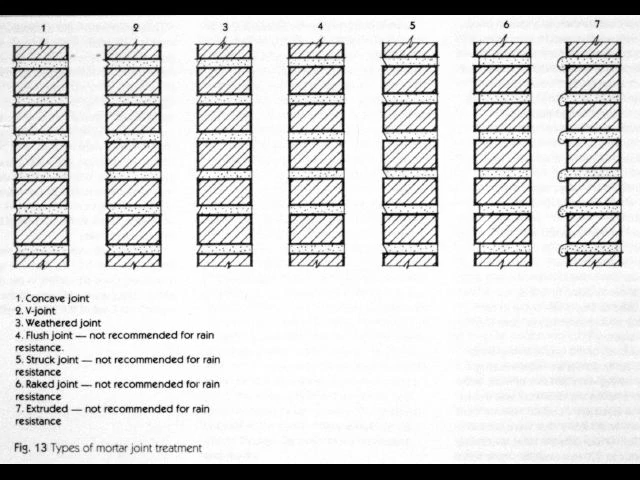 1 2 3 4 5 6 7
1. Concave joint
2. V-joint
3. Weathered joint
4. Flush joint — not recommended for rain
resistance.
5. Struck joint — not recommended for rain
resistance
6. Raked joint — not recommended for rain
resistance
7. Extruded — not recommended for rain
resistance
Fig. 13 Types of mortar joint treatment